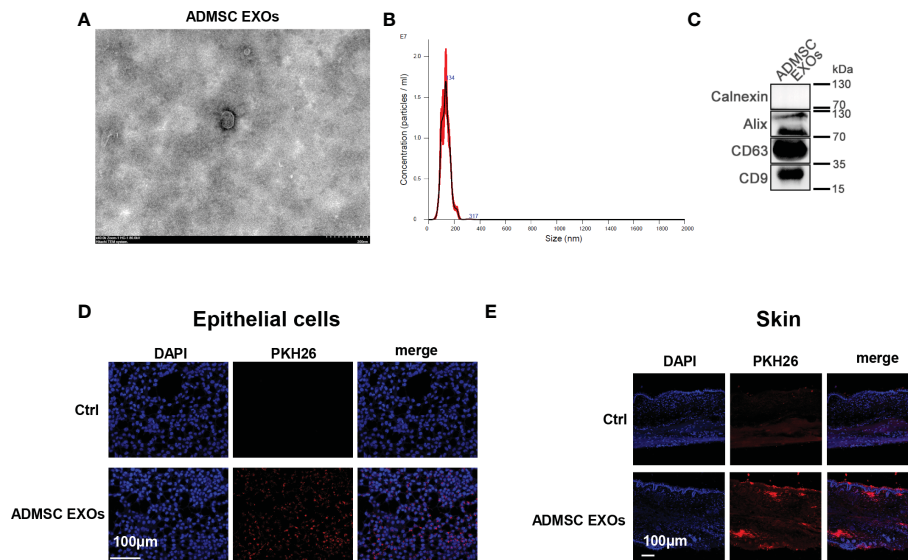 A
ADMSC EXOs
B
E7
2.0
1.5
1.0
0.5
0
Concentration (particles / ml)
34
317
0 200 400 600 800 1000 1200 1400 1600 1800 2000
Size (nm)
C
ADMSC
EXOs
kDa
Calnexin
130
70
Alix
130
70
CD63
35
CD9
15
D
Epithelial cells
DAPI PKH26 merge
Ctrl
ADMSC EXOs
100μm
E
Skin
DAPI PKH26 merge
Ctrl
ADMSC EXOs
100μm